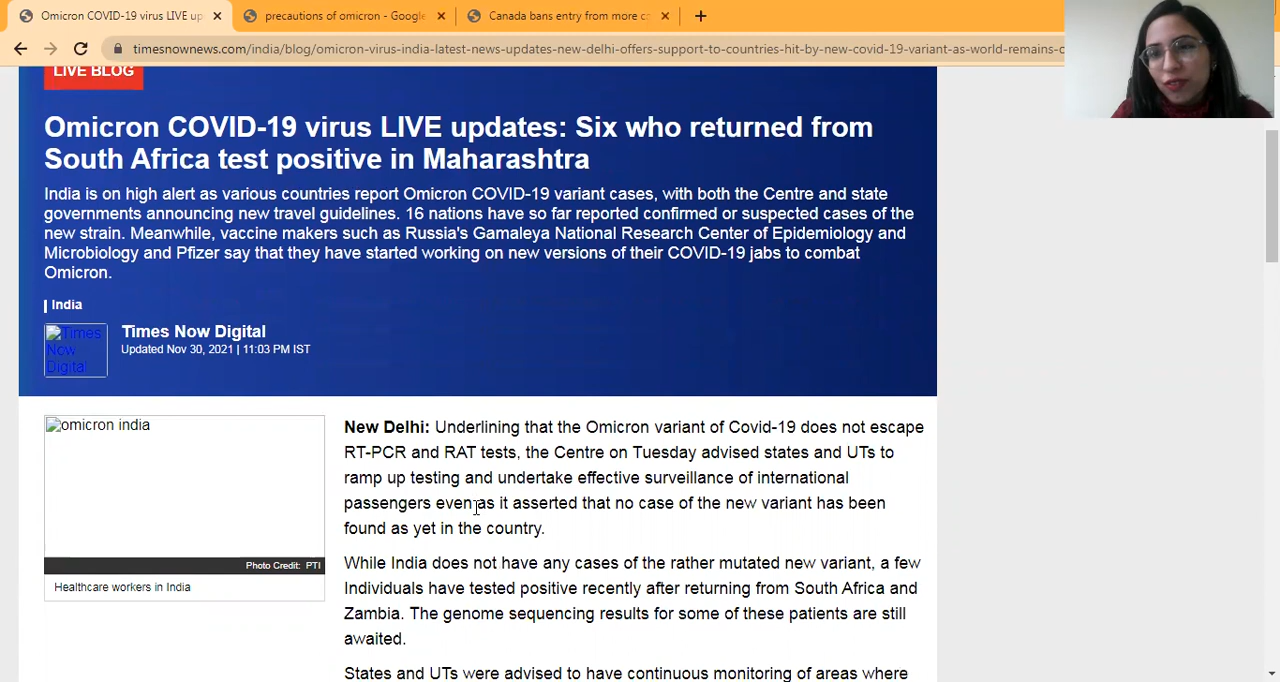 Omicron COVID-19 virus LIVE up
precautions of omicron - Google
Canada bans entry from more c
timesnownews.com/india/blog/omicron-virus-india-latest-news-updates-new-delhi-offers-support-to-countries-hit-by-new-covid-19-variant-as-world-remains-c
LIVE BLOG
Omicron COVID-19 virus LIVE updates: Six who returned from
South Africa test positive in Maharashtra
India is on high alert as various countries report Omicron COVID-19 variant cases, with both the Centre and state
governments announcing new travel guidelines. 16 nations have so far reported confirmed or suspected cases of the
new strain. Meanwhile, vaccine makers such as Russia's Gamaleya National Research Center of Epidemiology and
Microbiology and Pfizer say that they have started working on new versions of their COVID-19 jabs to combat
Omicron.
India
Times
Now
Digital
Times Now Digital
Updated Nov 30, 2021 | 11:03 PM IST
omicron india
Photo Credit: PTI
Healthcare workers in India
New Delhi: Underlining that the Omicron variant of Covid-19 does not escape
RT-PCR and RAT tests, the Centre on Tuesday advised states and UTs to
ramp up testing and undertake effective surveillance of international
passengers even as it asserted that no case of the new variant has been
found as yet in the country.
While India does not have any cases of the rather mutated new variant, a few
Individuals have tested positive recently after returning from South Africa and
Zambia. The genome sequencing results for some of these patients are still
awaited.
States and UTs were advised to have continuous monitoring of areas where